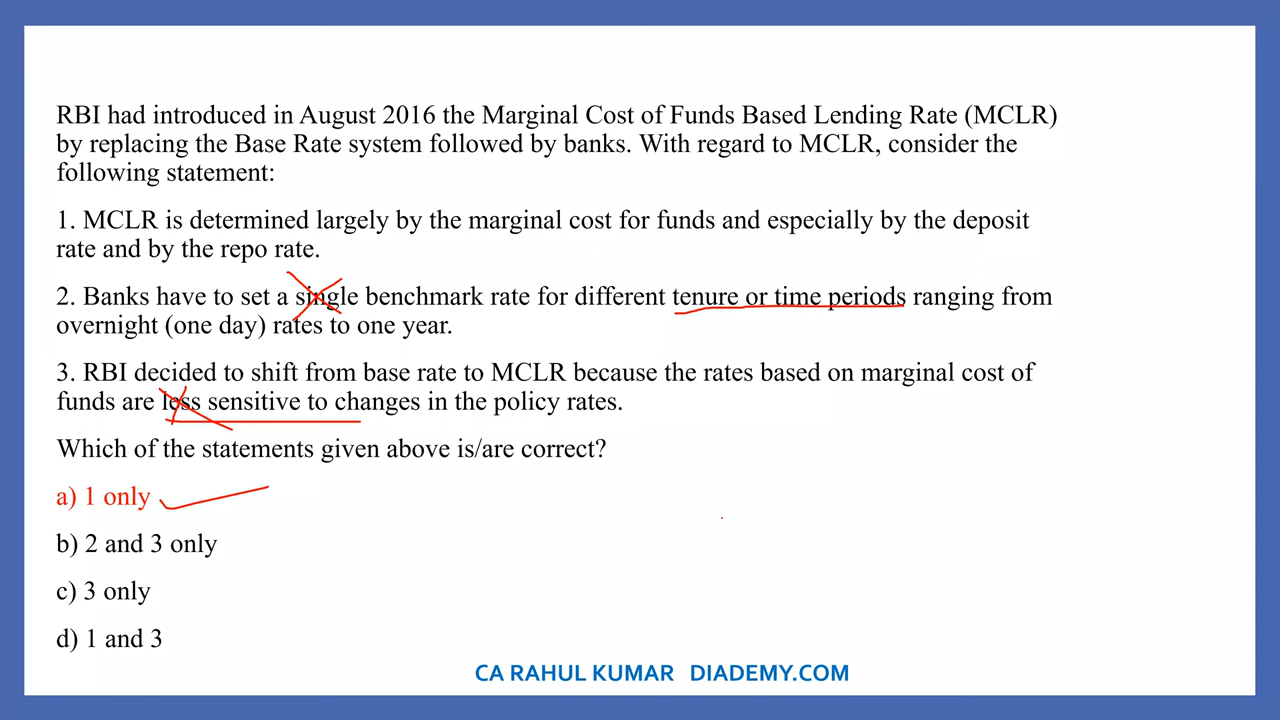 RBI had introduced in August 2016 the Marginal Cost of Funds Based Lending Rate (MCLR)
by replacing the Base Rate system followed by banks. With regard to MCLR, consider the
following statement:
1. MCLR is determined largely by the marginal cost for funds and especially by the deposit
rate and by the repo rate.
2. Banks have to set a single benchmark rate for different tenure or time periods ranging from
overnight (one day) rates to one year.
3. RBI decided to shift from base rate to MCLR because the rates based on marginal cost of
funds are less sensitive to changes in the policy rates.
Which of the statements given above is/are correct?
a) 1 only
b) 2 and 3 only
c) 3 only
d) 1 and 3
CA RAHUL KUMAR DIADEMY.COM